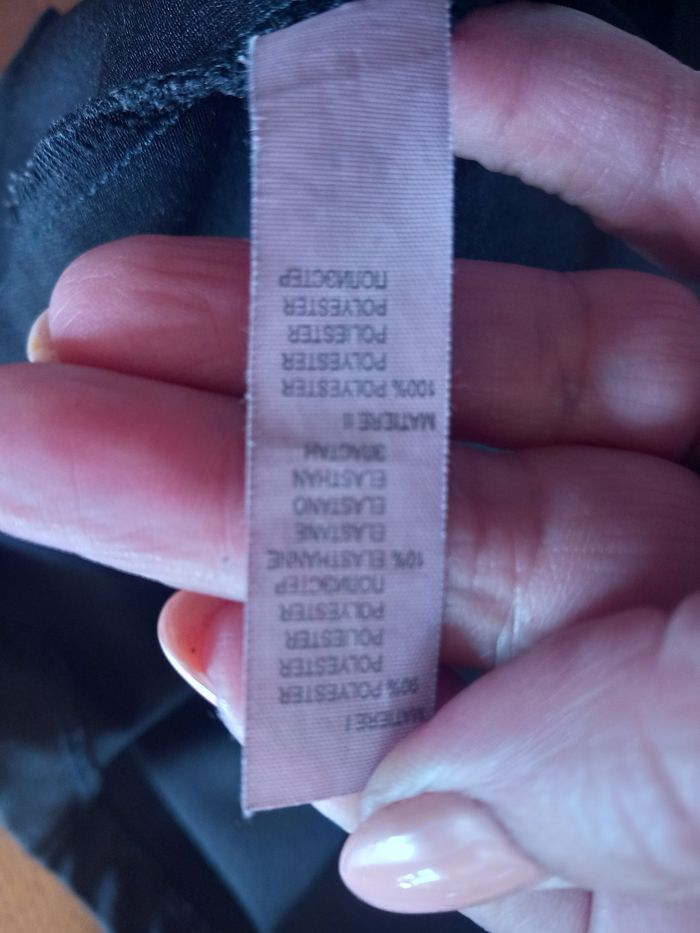 MATIERE I
90% POLYESTER
POLYESTER
POLIESTER
POLYESTER
ПОЛИЭСТЕР
10% ELASTHANNE
ELASTANE
ELASTANO
ELASTHAN
ЭЛАСТАН
MATIERE II
100% POLYESTER
POLYESTER
POLIESTER
POLYESTER
ПОЛИЭСТЕР